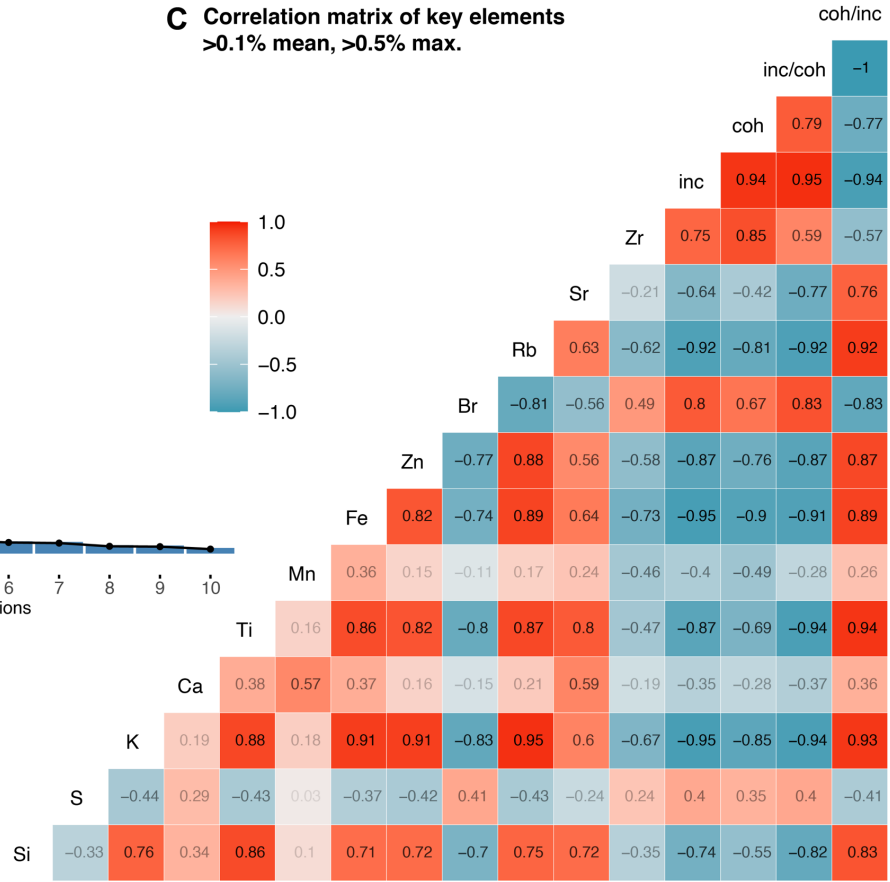 C Correlation matrix of key elements
>0.1% mean, >0.5% max.
coh/inc
inc/coh −1
coh 0.79 −0.77
inc 0.94 0.95 −0.94
Zr 0.75 0.85 0.59 −0.57
1.0
0.5
0.0
−0.5
−1.0
Sr −0.21 −0.64 −0.42 −0.77 0.76
Rb 0.63 −0.62 −0.92 −0.81 −0.92 0.92
Br −0.81 −0.56 0.49 0.8 0.67 0.83 −0.83
Zn −0.77 0.88 0.56 −0.58 −0.87 −0.76 −0.87 0.87
Fe 0.82 −0.74 0.89 0.64 −0.73 −0.95 −0.9 −0.91 0.89
Mn 0.36 0.15 −0.11 0.17 0.24 −0.46 −0.4 −0.49 −0.28 0.26
6 7 8 9 10
ions
Ti 0.16 0.86 0.82 −0.8 0.87 0.8 −0.47 −0.87 −0.69 −0.94 0.94
Ca 0.38 0.57 0.37 0.16 −0.15 0.21 0.59 −0.19 −0.35 −0.28 −0.37 0.36
K 0.19 0.88 0.18 0.91 0.91 −0.83 0.95 0.6 −0.67 −0.95 −0.85 −0.94 0.93
S −0.44 0.29 −0.43 0.03 −0.37 −0.42 0.41 −0.43 −0.24 0.24 0.4 0.35 0.4 −0.41
Si −0.33 0.76 0.34 0.86 0.1 0.71 0.72 −0.7 0.75 0.72 −0.35 −0.74 −0.55 −0.82 0.83